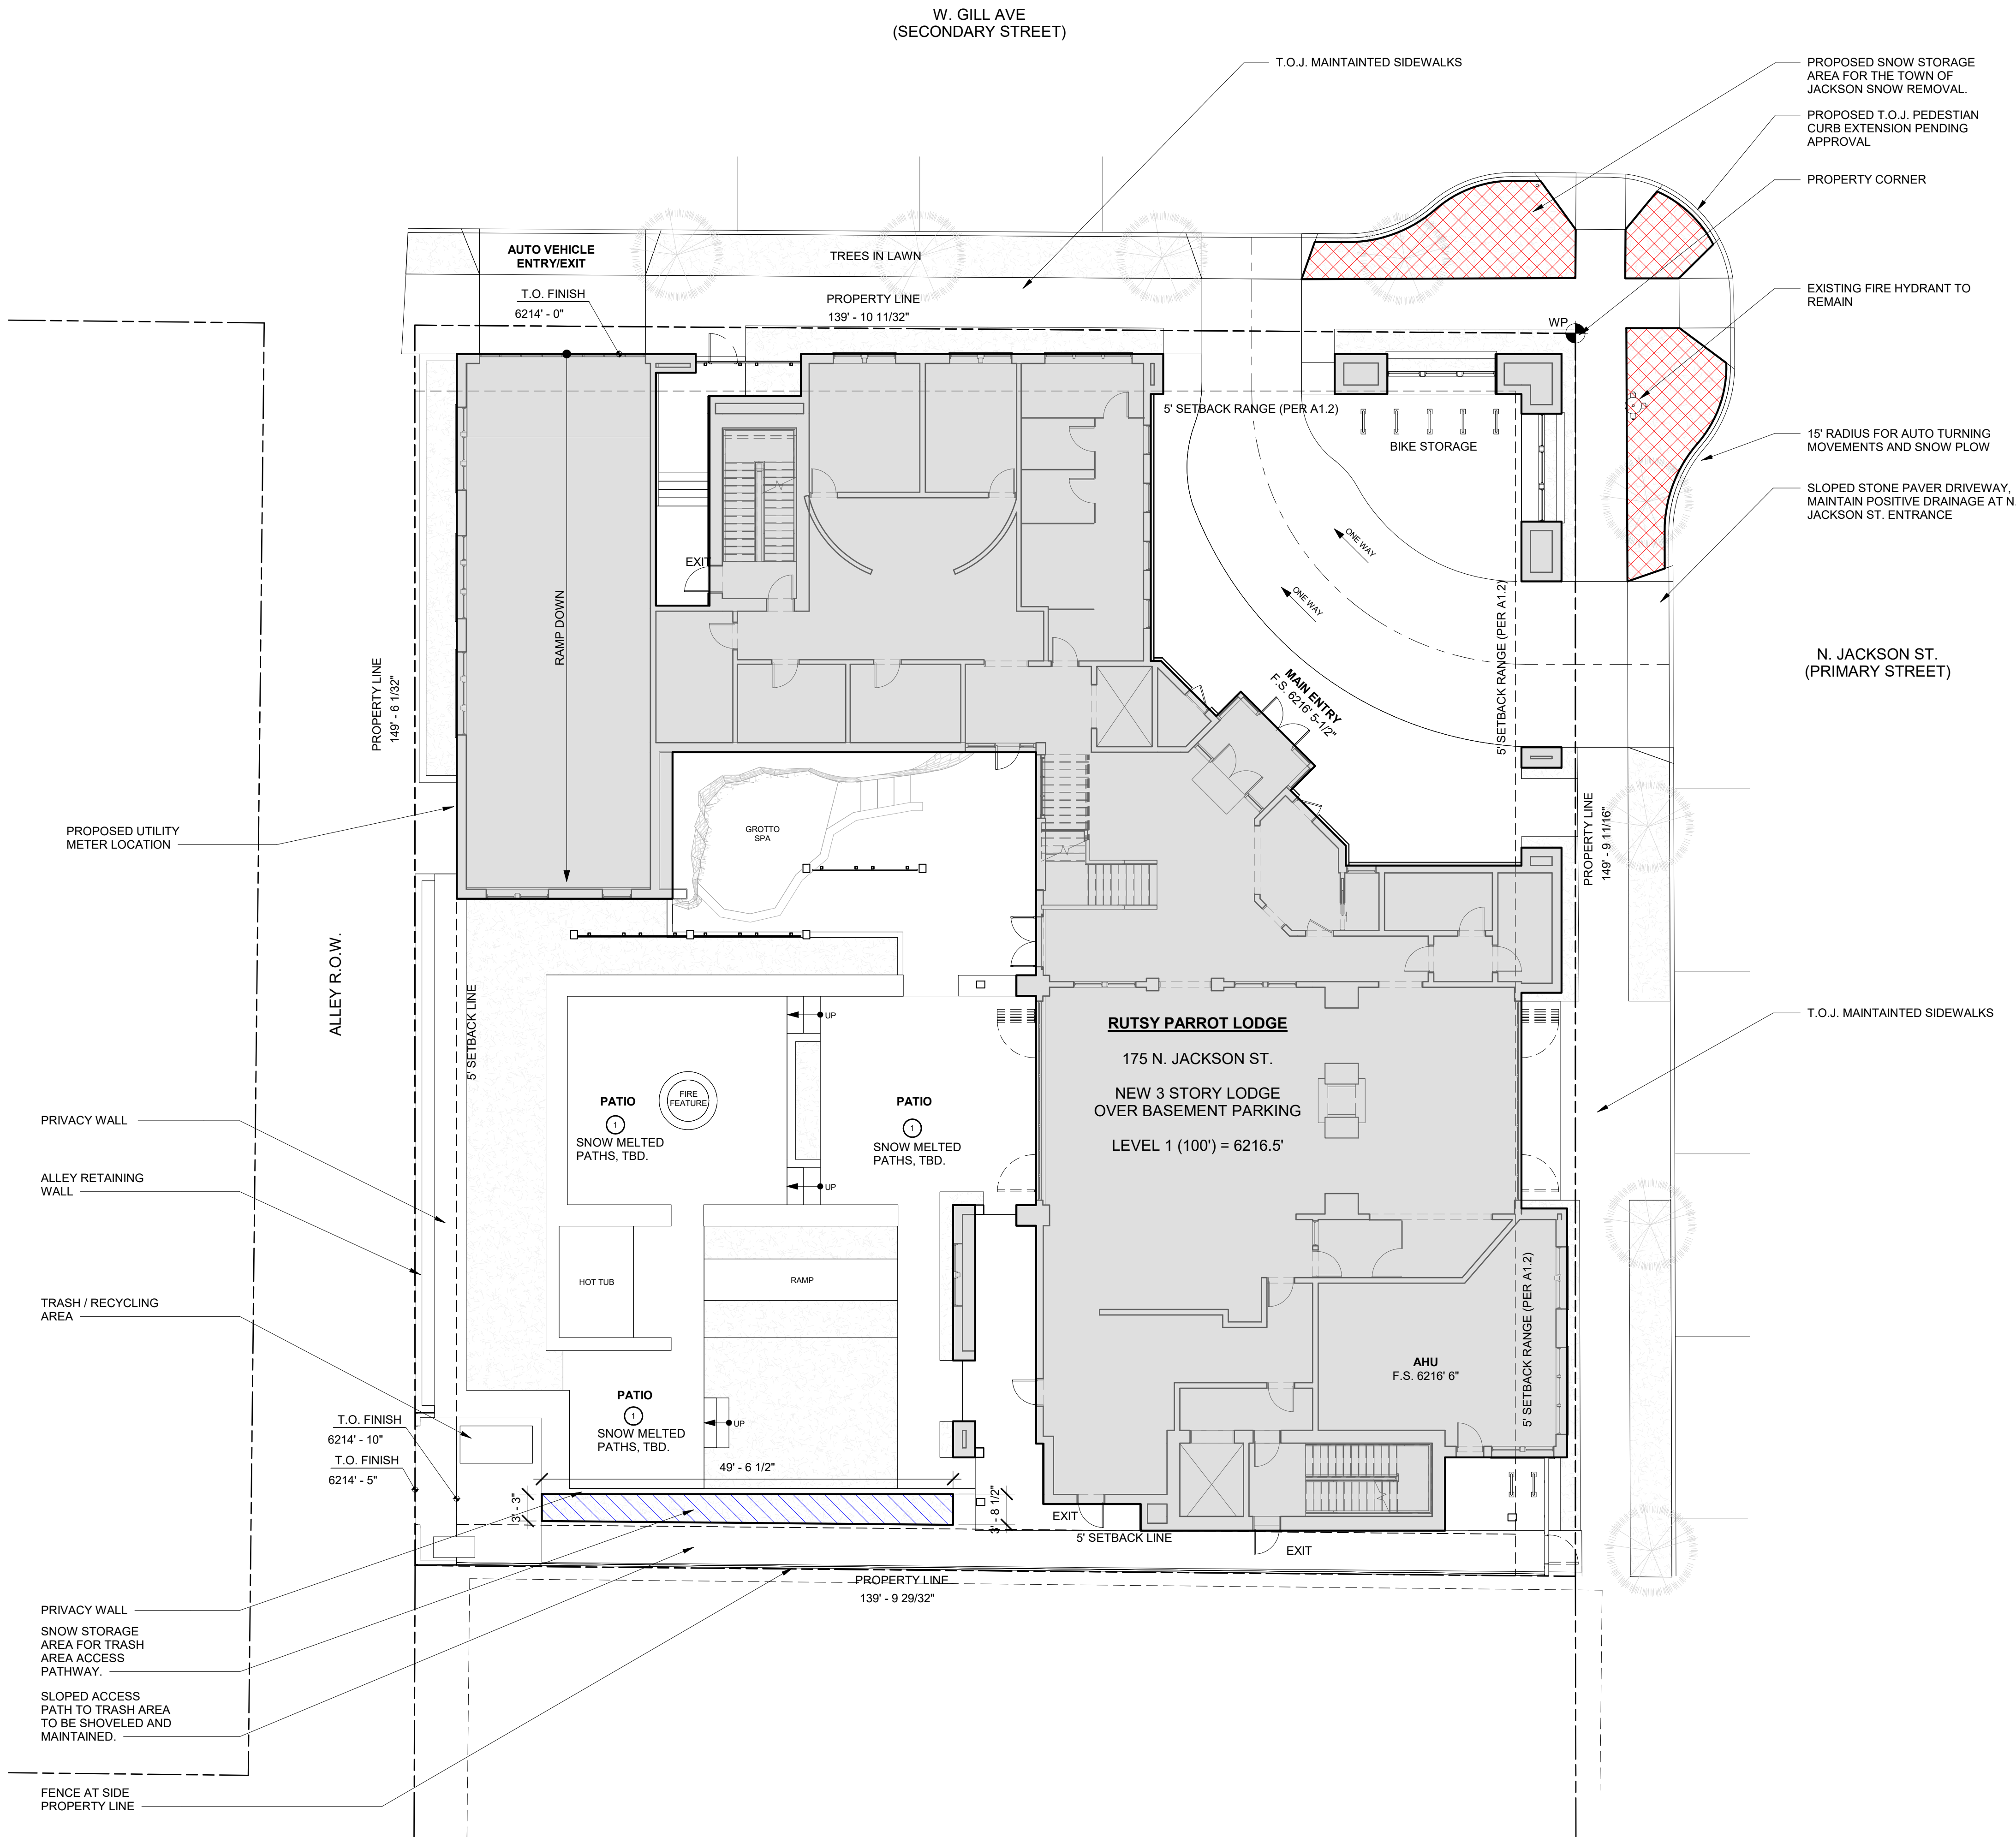 W. GILL AVE
(SECONDARY STREET)
T.O.J. MAINTAINTED SIDEWALKS
PROPOSED SNOW STORAGE
AREA FOR THE TOWN OF
JACKSON SNOW REMOVAL.
PROPOSED T.O.J. PEDESTIAN
CURB EXTENSION PENDING
APPROVAL
PROPERTY CORNER
EXISTING FIRE HYDRANT TO
REMAIN
15' RADIUS FOR AUTO TURNING
MOVEMENTS AND SNOW PLOW
SLOPED STONE PAVER DRIVEWAY,
MAINTAIN POSITIVE DRAINAGE AT N.
JACKSON ST. ENTRANCE
N. JACKSON ST.
(PRIMARY STREET)
T.O.J. MAINTAINTED SIDEWALKS
AUTO VEHICLE
ENTRY/EXIT
TREES IN LAWN
T.O. FINISH
6214' - 0"
PROPERTY LINE
139' - 10 11/32"
WP
5' SETBACK RANGE (PER A1.2)
BIKE STORAGE
ONE WAY
ONE WAY
EXIT
RAMP DOWN
5' SETBACK RANGE (PER A1.2)
MAIN ENTRY
F.S. 6216' 5-1/2"
PROPERTY LINE
149' - 6 1/32"
PROPERTY LINE
149' - 9 11/16"
PROPOSED UTILITY
METER LOCATION
GROTTO
SPA
ALLEY R.O.W.
5' SETBACK LINE
UP
RUTSY PARROT LODGE
175 N. JACKSON ST.
NEW 3 STORY LODGE
OVER BASEMENT PARKING
LEVEL 1 (100') = 6216.5'
PATIO
1
SNOW MELTED
PATHS, TBD.
FIRE
FEATURE
PATIO
1
SNOW MELTED
PATHS, TBD.
UP
PRIVACY WALL
ALLEY RETAINING
WALL
TRASH / RECYCLING
AREA
HOT TUB
RAMP
AHU
F.S. 6216' 6"
5' SETBACK RANGE (PER A1.2)
PATIO
1
SNOW MELTED
PATHS, TBD.
UP
T.O. FINISH
6214' - 10"
T.O. FINISH
6214' - 5"
49' - 6 1/2"
3' - 3"
3' - 8 1/2"
EXIT
5' SETBACK LINE
EXIT
PROPERTY LINE
139' - 9 29/32"
PRIVACY WALL
SNOW STORAGE
AREA FOR TRASH
AREA ACCESS
PATHWAY.
SLOPED ACCESS
PATH TO TRASH AREA
TO BE SHOVELED AND
MAINTAINED.
FENCE AT SIDE
PROPERTY LINE